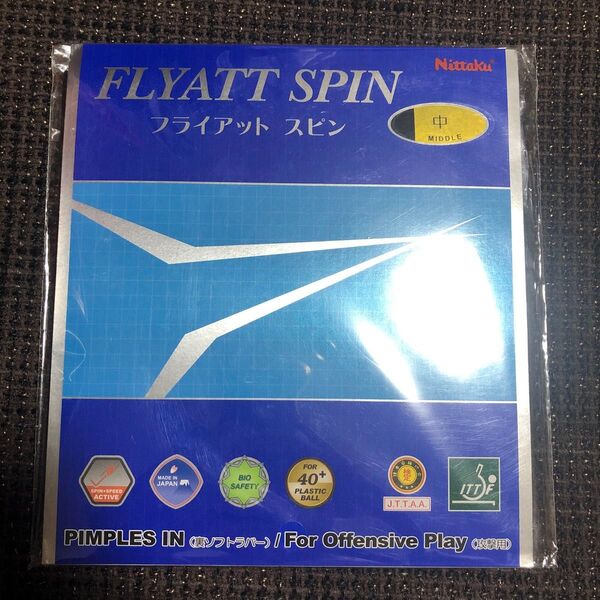 Nittaku
FLYATT SPIN
フライアット スピン
中
MIDDLE
SPIN・SPEED
ACTIVE
MADE IN
JAPAN
BIO
SAFETY
FOR
40+
PLASTIC
BALL
検定
J.T.T.A.A.
ITTF
PIMPLES IN (裏ソフトラバー) / For Offensive Play (攻撃用)